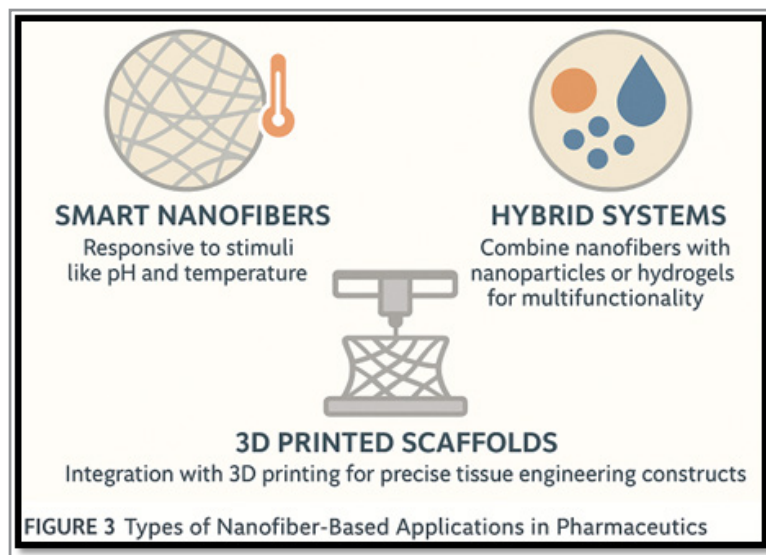 SMART NANOFIBERS
Responsive to stimuli
like pH and temperature
HYBRID SYSTEMS
Combine nanofibers with
nanoparticles or hydrogels
for multifunctionality
3D PRINTED SCAFFOLDS
Integration with 3D printing for precise tissue engineering constructs
FIGURE 3 Types of Nanofiber-Based Applications in Pharmaceutics